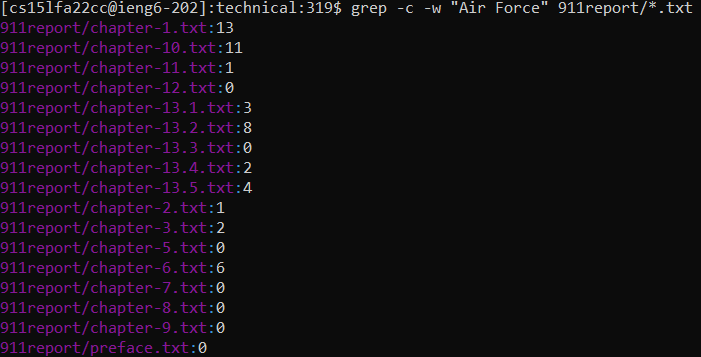 [cs15lfa22cc@ieng6-202]:technical:319$ grep -c -w "Air Force" 911report/*.txt
911report/chapter-1.txt:13
911report/chapter-10.txt:11
911report/chapter-11.txt:1
911report/chapter-12.txt:0
911report/chapter-13.1.txt:3
911report/chapter-13.2.txt:8
911report/chapter-13.3.txt:0
911report/chapter-13.4.txt:2
911report/chapter-13.5.txt:4
911report/chapter-2.txt:1
911report/chapter-3.txt:2
911report/chapter-5.txt:0
911report/chapter-6.txt:6
911report/chapter-7.txt:0
911report/chapter-8.txt:0
911report/chapter-9.txt:0
911report/preface.txt:0